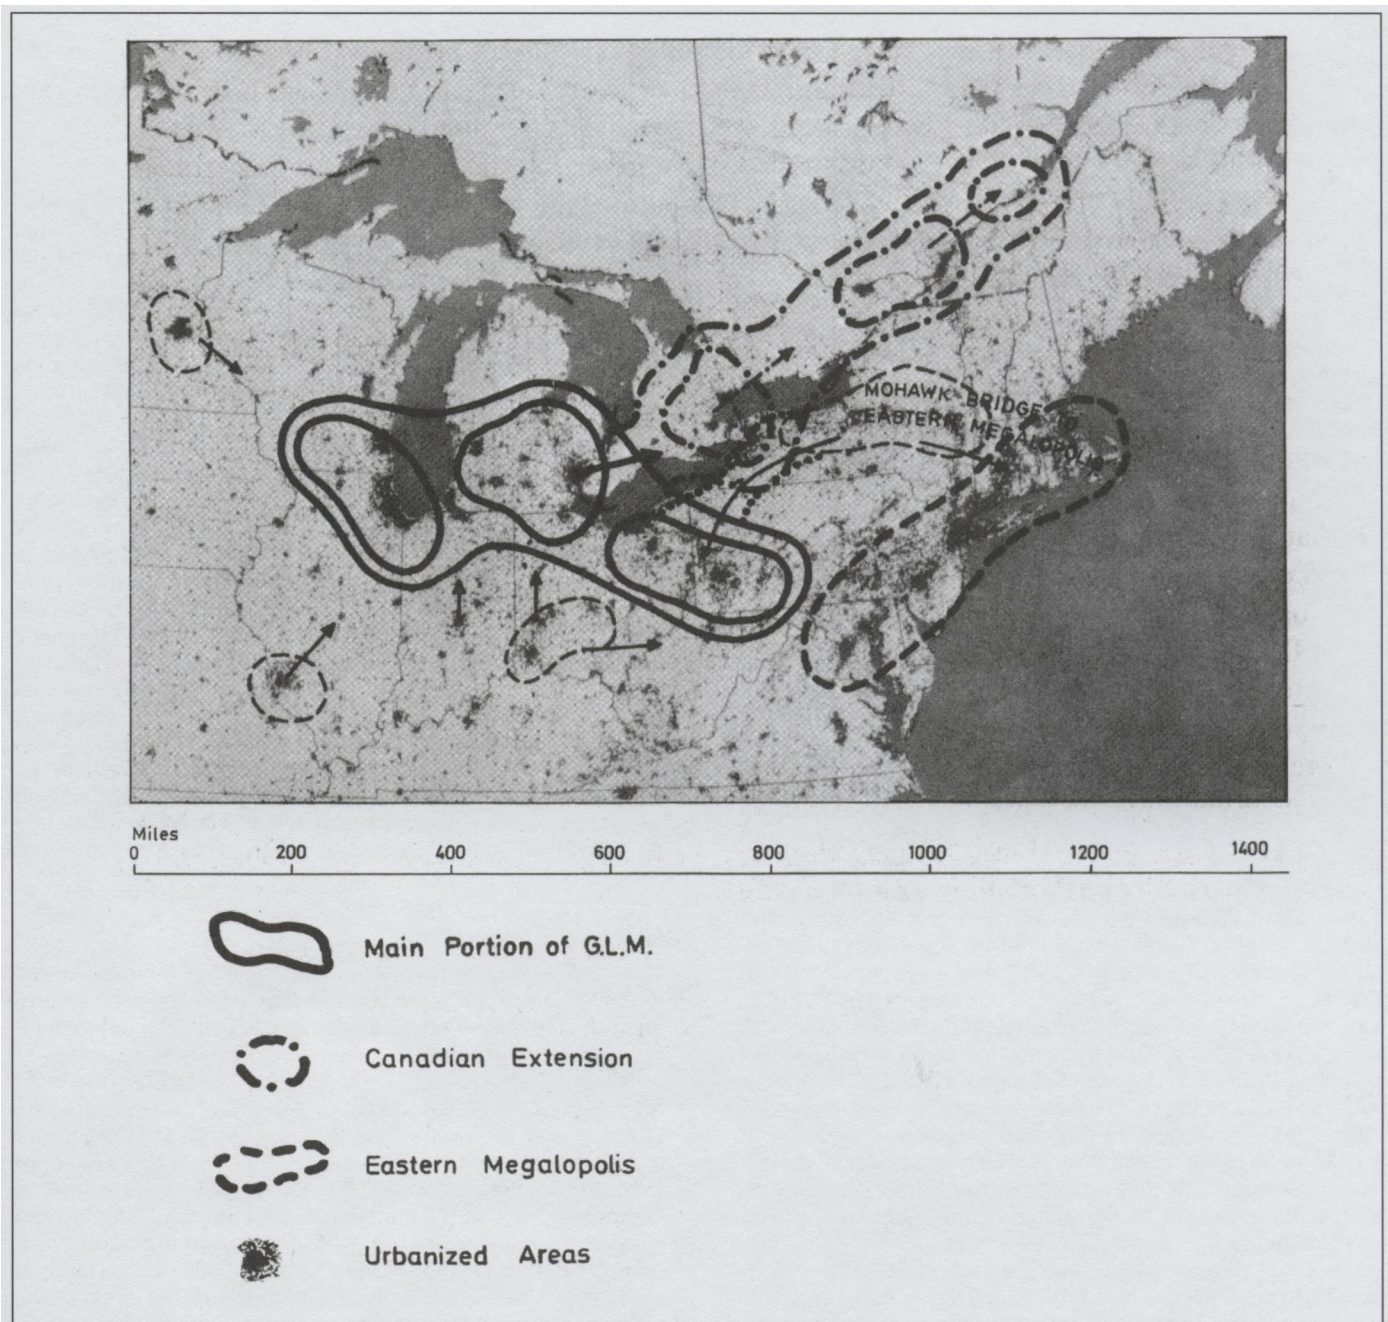 MOHAWK BRIDGE TO
EASTERN MEGALOPOLIS
Miles
0 200 400 600 800 1000 1200 1400
Main Portion of G.L.M.
Canadian Extension
Eastern Megalopolis
Urbanized Areas